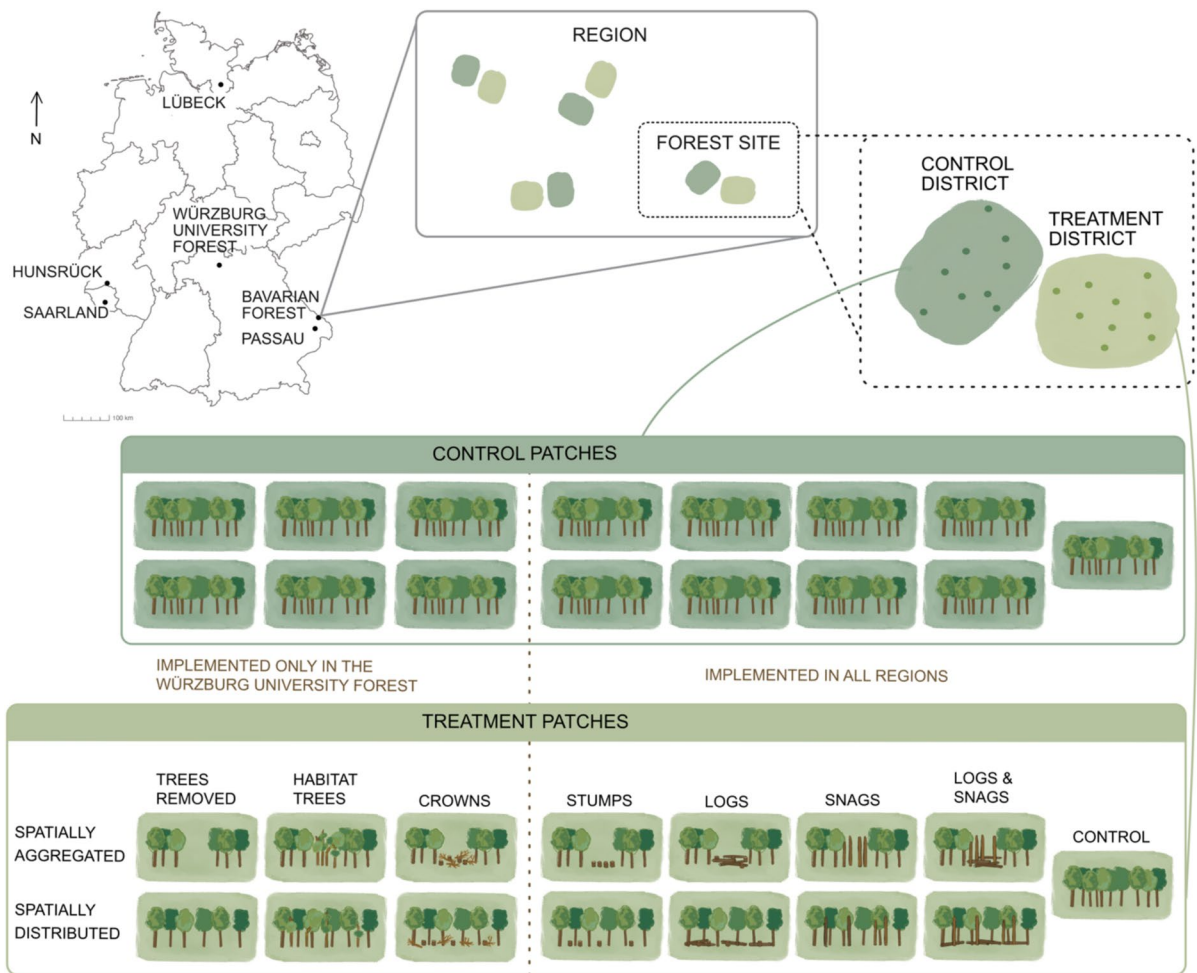 LÜBECK
N
WÜRZBURG
UNIVERSITY
FOREST
HUNSRÜCK
SAARLAND
BAVARIAN
FOREST
PASSAU
100 km
REGION
FOREST SITE
CONTROL
DISTRICT
TREATMENT
DISTRICT
CONTROL PATCHES
IMPLEMENTED ONLY IN THE
WÜRZBURG UNIVERSITY FOREST
IMPLEMENTED IN ALL REGIONS
TREATMENT PATCHES
TREES
REMOVED
HABITAT
TREES
CROWNS
STUMPS
LOGS
SNAGS
LOGS &
SNAGS
CONTROL
SPATIALLY
AGGREGATED
SPATIALLY
DISTRIBUTED